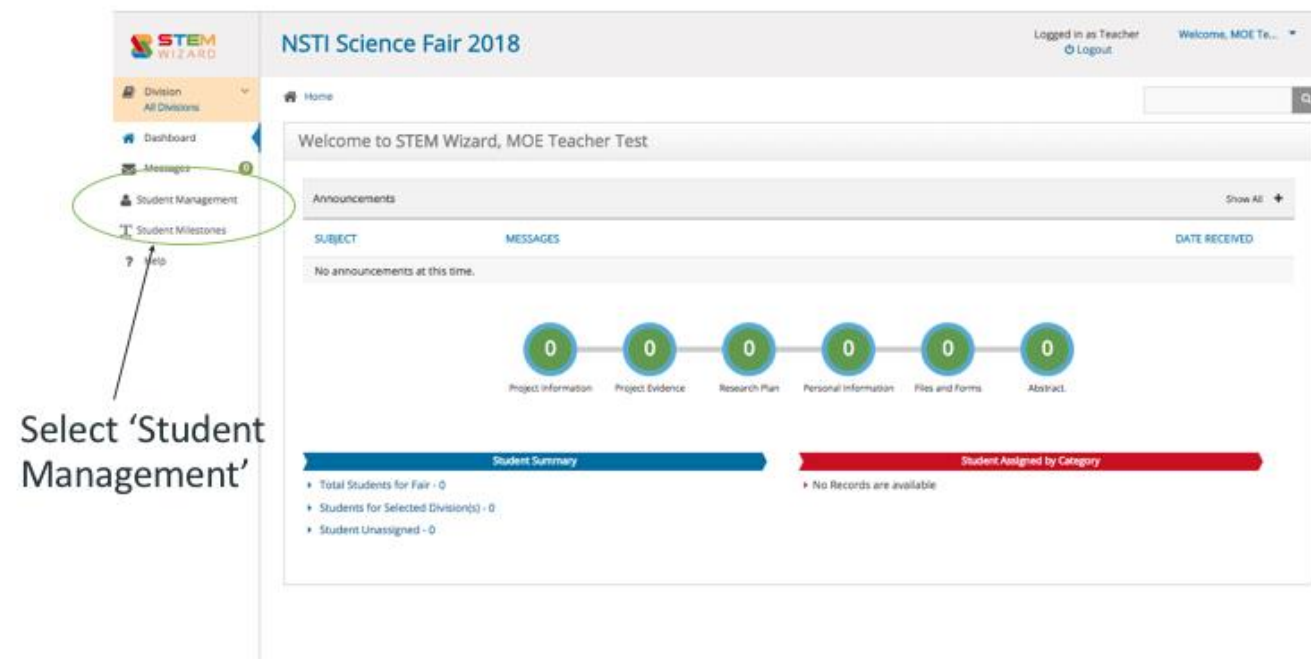 STEM
WIZARD
NSTI Science Fair 2018
Logged in as Teacher
Logout
Welcome, MOE Te...
Division
All Divisions
Home
Dashboard
Welcome to STEM Wizard, MOE Teacher Test
Messages 0
Student Management
Announcements
Show All +
Student Milestones
SUBJECT MESSAGES DATE RECEIVED
? Help
No announcements at this time.
0 0 0 0 0 0
Project Information Project Evidence Research Plan Personal Information Files and Forms Abstract
Select ‘Student
Management’
Student Summary
Student Assigned by Category
Total Students for Fair - 0
No Records are available
Students for Selected Division(s) - 0
Student Unassigned - 0